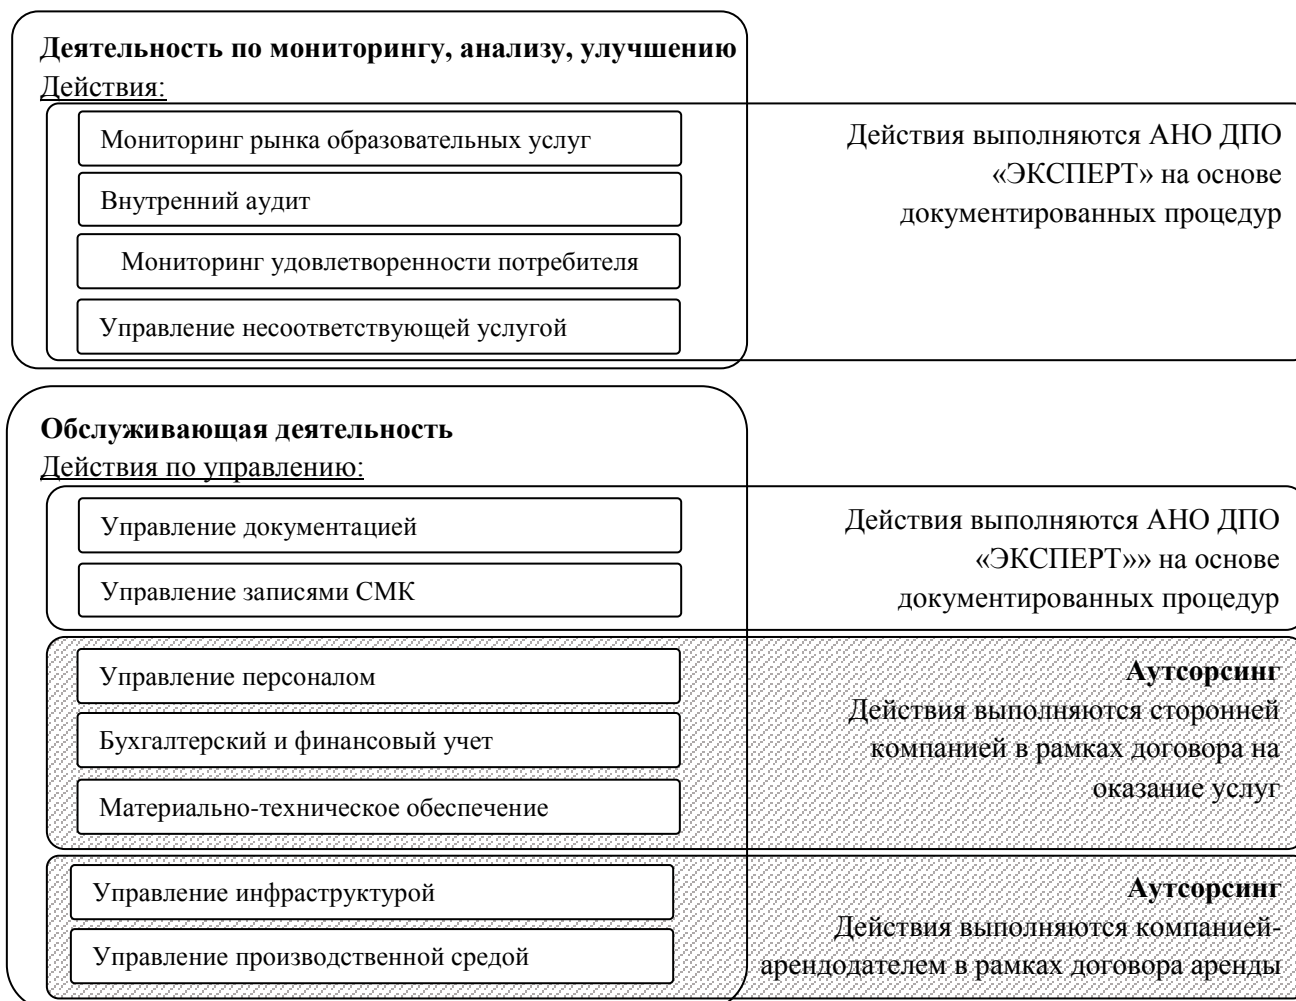 Деятельность по мониторингу, анализу, улучшению
Действия:
Мониторинг рынка образовательных услуг
Внутренний аудит
Мониторинг удовлетворенности потребителя
Управление несоответствующей услугой
Действия выполняются АНО ДПО
«ЭКСПЕРТ» на основе
документированных процедур
Обслуживающая деятельность
Действия по управлению:
Управление документацией
Управление записями СМК
Действия выполняются АНО ДПО
«ЭКСПЕРТ»» на основе
документированных процедур
Управление персоналом
Бухгалтерский и финансовый учет
Материально-техническое обеспечение
Аутсорсинг
Действия выполняются сторонней
компанией в рамках договора на
оказание услуг
Управление инфраструктурой
Управление производственной средой
Аутсорсинг
Действия выполняются компанией-
арендодателем в рамках договора аренды